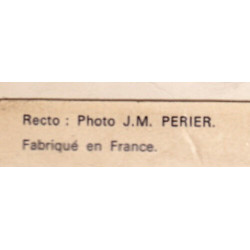 Recto : Photo J.M. PERIER.
Fabriqué en France.